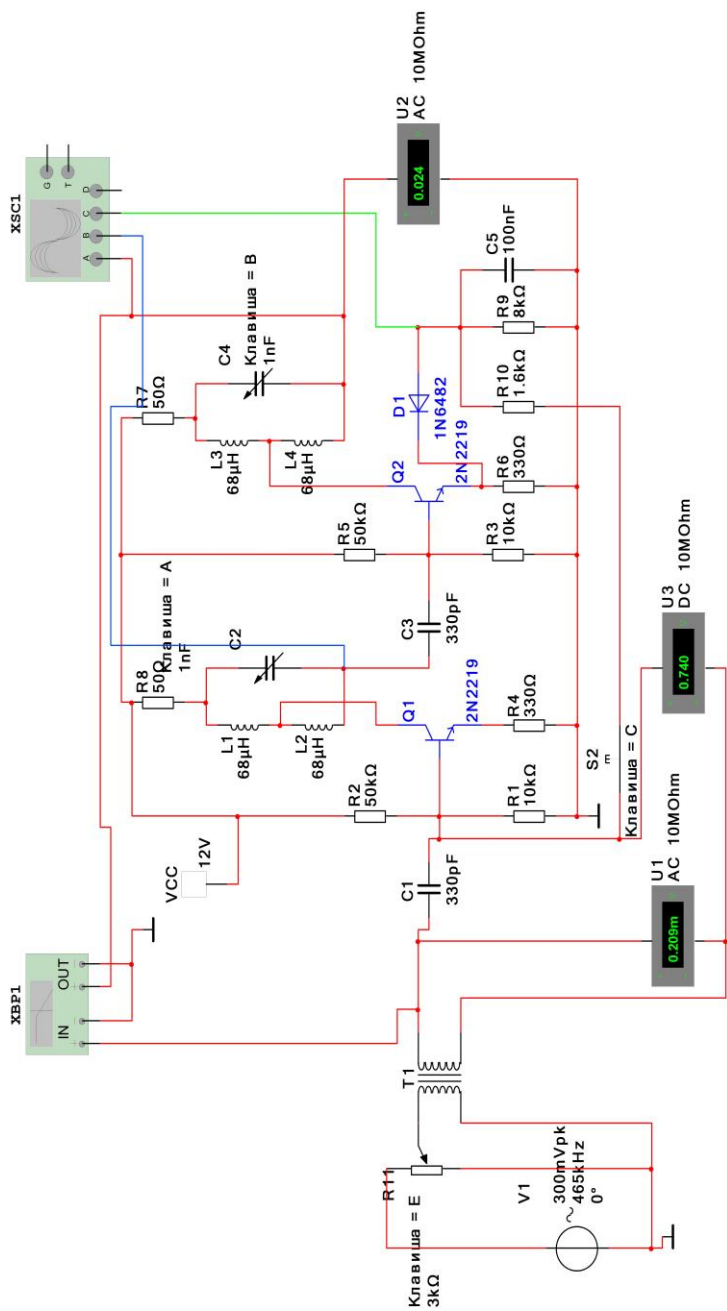 XBP1
IN
OUT
XSC1
G
T
A
B
C
D
VCC
12V
R8
50Ω
Клавиша = A
1nF
C2
L1
68µH
L2
68µH
R7
50Ω
C4
Клавиша = B
1nF
L3
68µH
L4
68µH
U2
AC 10MOhm
0.024
R2
50kΩ
R5
50kΩ
Q1
2N2219
Q2
2N2219
D1
1N6482
C1
330pF
C3
330pF
R1
10kΩ
R4
330Ω
R3
10kΩ
R6
330Ω
R10
1.6kΩ
R9
8kΩ
C5
100nF
T1
R11
Клавиша = E
3kΩ
V1
300mVpk
465kHz
0°
S2
Клавиша = C
U1
AC 10MOhm
0.209m
U3
DC 10MOhm
0.740